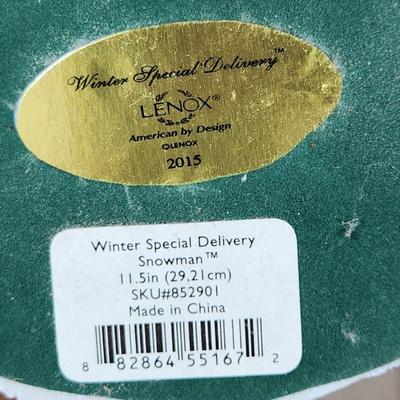 Winter Special Delivery™
LENOX®
American by Design
©LENOX
2015
Winter Special Delivery
Snowman™
11.5in (29,21cm)
SKU#852901
Made in China
8 82864 55167 2